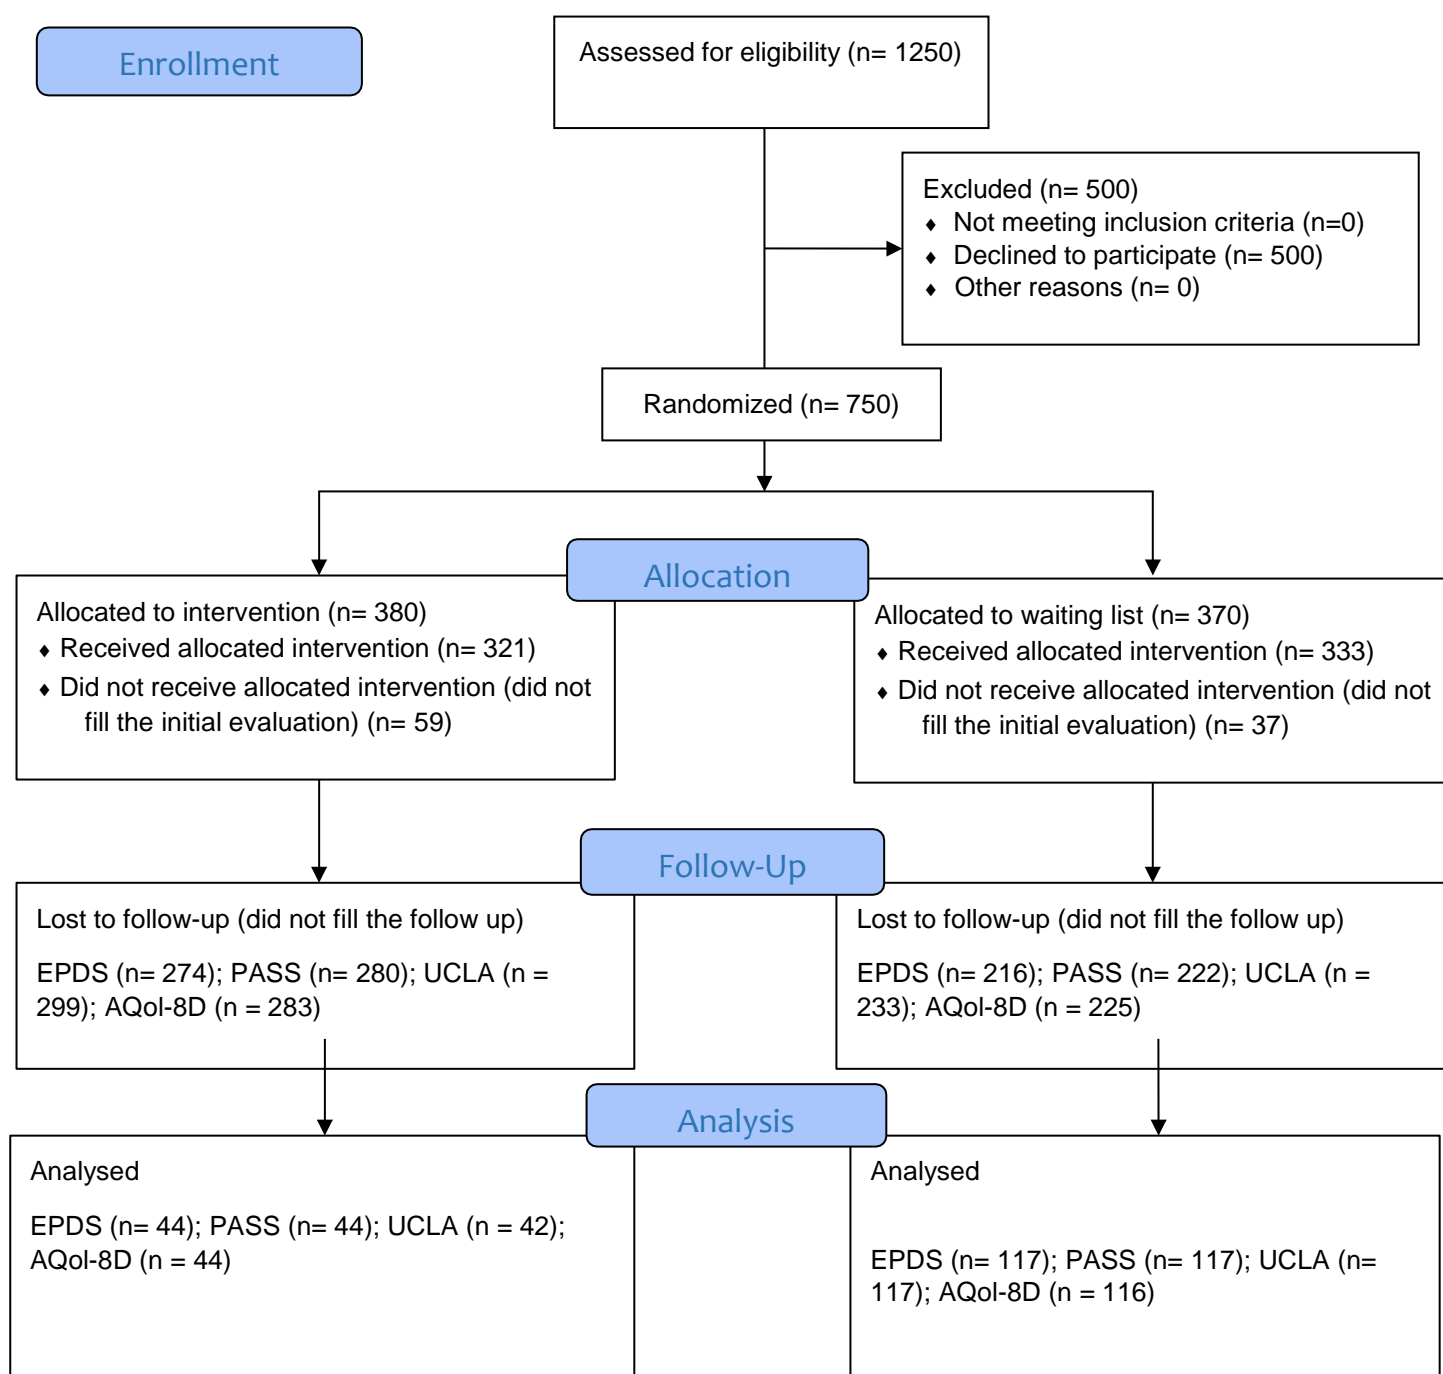 Enrollment
Assessed for eligibility (n= 1250)
Excluded (n= 500)
♦ Not meeting inclusion criteria (n=0)
♦ Declined to participate (n= 500)
♦ Other reasons (n= 0)
Randomized (n= 750)
Allocation
Allocated to intervention (n= 380)
♦ Received allocated intervention (n= 321)
♦ Did not receive allocated intervention (did not
fill the initial evaluation) (n= 59)
Allocated to waiting list (n= 370)
♦ Received allocated intervention (n= 333)
♦ Did not receive allocated intervention (did not
fill the initial evaluation) (n= 37)
Follow-Up
Lost to follow-up (did not fill the follow up)
EPDS (n= 274); PASS (n= 280); UCLA (n =
299); AQol-8D (n = 283)
Lost to follow-up (did not fill the follow up)
EPDS (n= 216); PASS (n= 222); UCLA (n =
233); AQol-8D (n = 225)
Analysis
Analysed
EPDS (n= 44); PASS (n= 44); UCLA (n = 42);
AQol-8D (n = 44)
Analysed
EPDS (n= 117); PASS (n= 117); UCLA (n=
117); AQol-8D (n = 116)